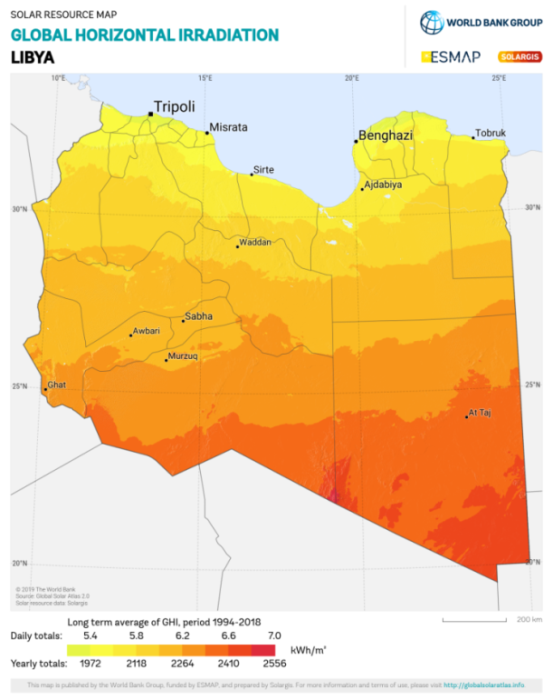 SOLAR RESOURCE MAP
GLOBAL HORIZONTAL IRRADIATION
LIBYA
WORLD BANK GROUP
ESMAP
SOLARGIS
10°E 15°E 20°E 25°E
Tripoli
Misrata
Benghazi
Tobruk
Sirte
Ajdabiya
30°N 30°N
Waddan
Sabha
Awbari
Murzuq
25°N 25°N
Ghat
At Taj
20°N 20°N
© 2019 The World Bank
Source: Global Solar Atlas 2.0
Solar resource data: Solargis
Long term average of GHI, period 1994-2018
Daily totals: 5.4 5.8 6.2 6.6 7.0
kWh/m²
Yearly totals: 1972 2118 2264 2410 2556
200 km
This map is published by the World Bank Group, funded by ESMAP, and prepared by Solargis. For more information and terms of use, please visit http://globalsolaratlas.info